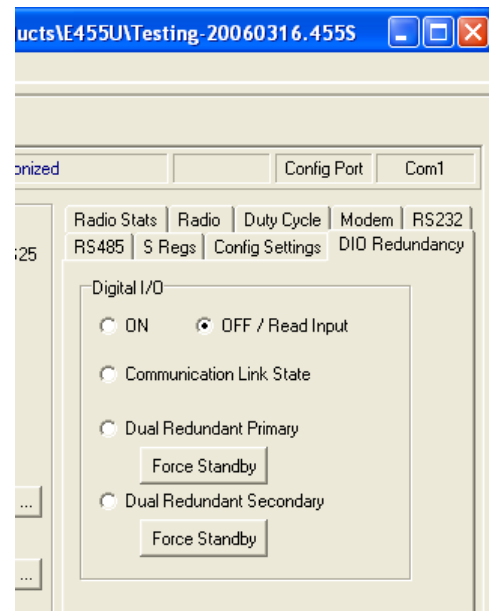 ucts\E455U\Testing-20060316.455S
onized Config Port Com1
Radio Stats Radio Duty Cycle Modem RS232
RS485 S Regs Config Settings DIO Redundancy
Digital I/O
ON OFF / Read Input
Communication Link State
Dual Redundant Primary
Force Standby
Dual Redundant Secondary
Force Standby
...
...